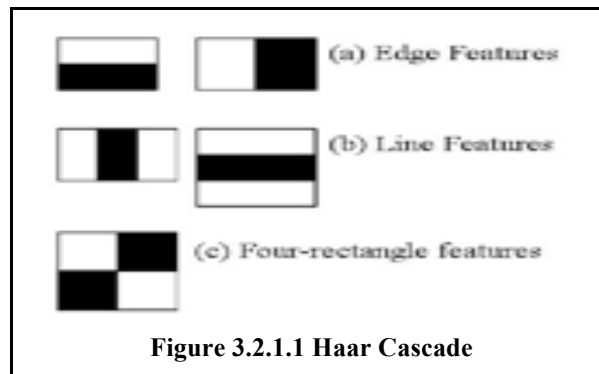 (a) Edge Features
(b) Line Features
(c) Four-rectangle features
Figure 3.2.1.1 Haar Cascade